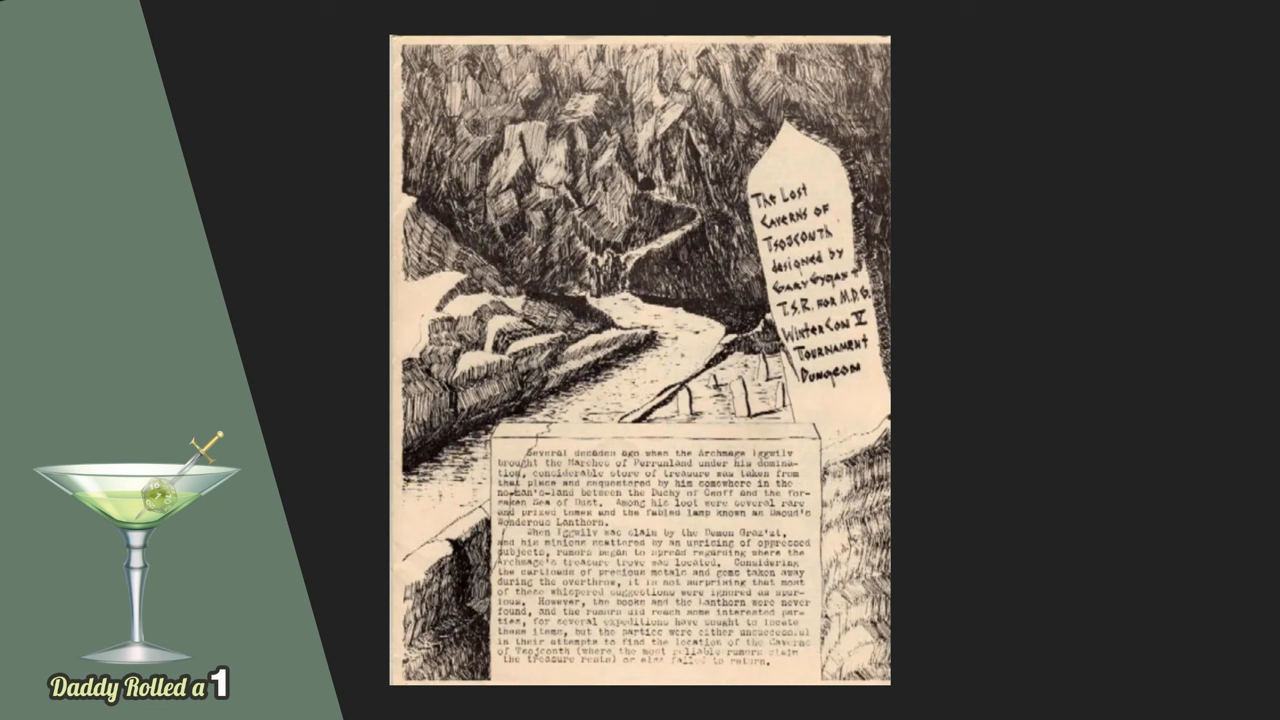 The Lost
Caverns of
Tsojconth
designed by
Gary Gygax +
T.S.R. for M.D.G.
WinterCon V
Tournament
Dungeon
Several decades ago when the Archmage Iggwilv
brought the Marches of Perrunland under his domina-
tion, considerable store of treasure was taken from
that place and sequestered by him somewhere in the
no-man's-land between the Duchy of Geoff and the for-
saken Sea of Dust. Among his loot were several rare
and prized tomes and the fabled lamp known as Daoud's
Wonderous Lanthorn.
When Iggwilv was slain by the Demon Graz'zt,
and his minions scattered by an uprising of oppressed
subjects, rumors began to spread regarding where the
Archmage's treasure trove was located. Considering
the cartloads of precious metals and gems taken away
during the overthrow, it is not surprising that most
of these whispered suggestions were ignored as spur-
ious. However, the books and the Lanthorn were never
found, and the rumors did reach some interested par-
ties, for several expeditions have sought to locate
these items, but the parties were either unsuccessful
in their attempts to find the location of the Caverns
of Tsojconth (where the most reliable rumors claim
the treasure rests) or else failed to return.
Daddy Rolled a 1